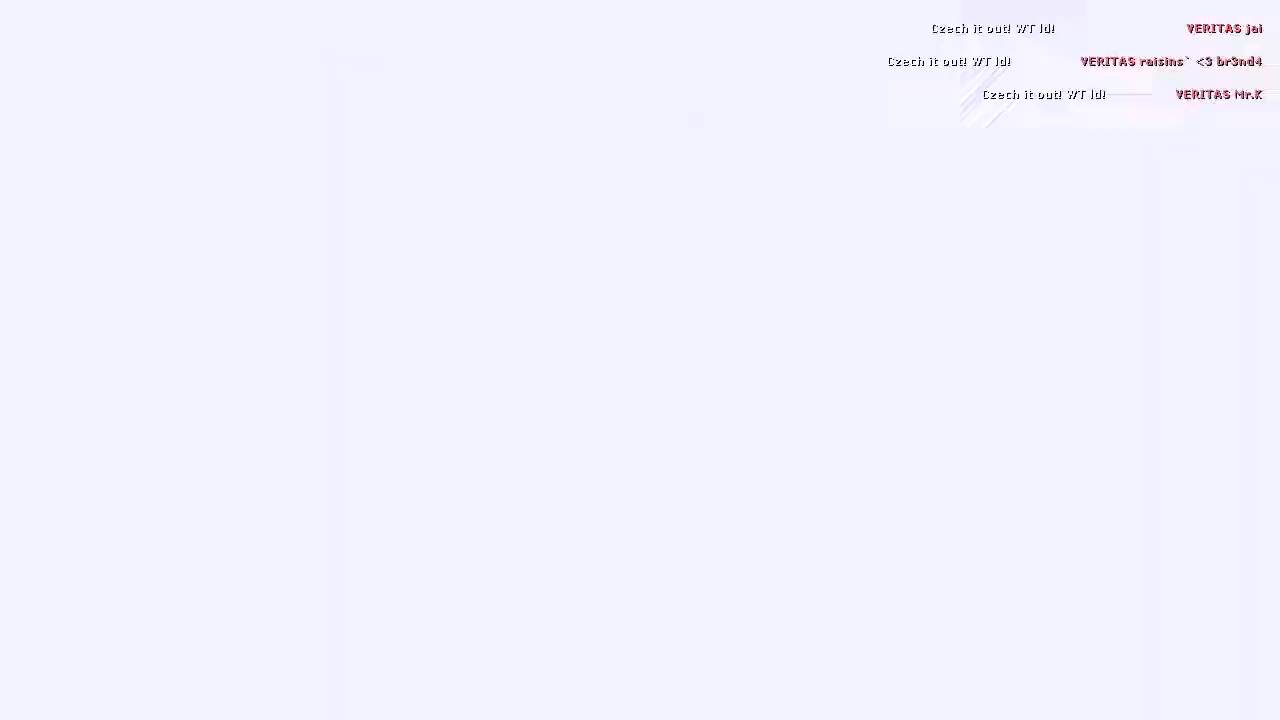 Czech it out! WT ld! VERITAS jai
Czech it out! WT ld! VERITAS raisins` <3 br3nd4
Czech it out! WT ld! VERITAS Mr.K